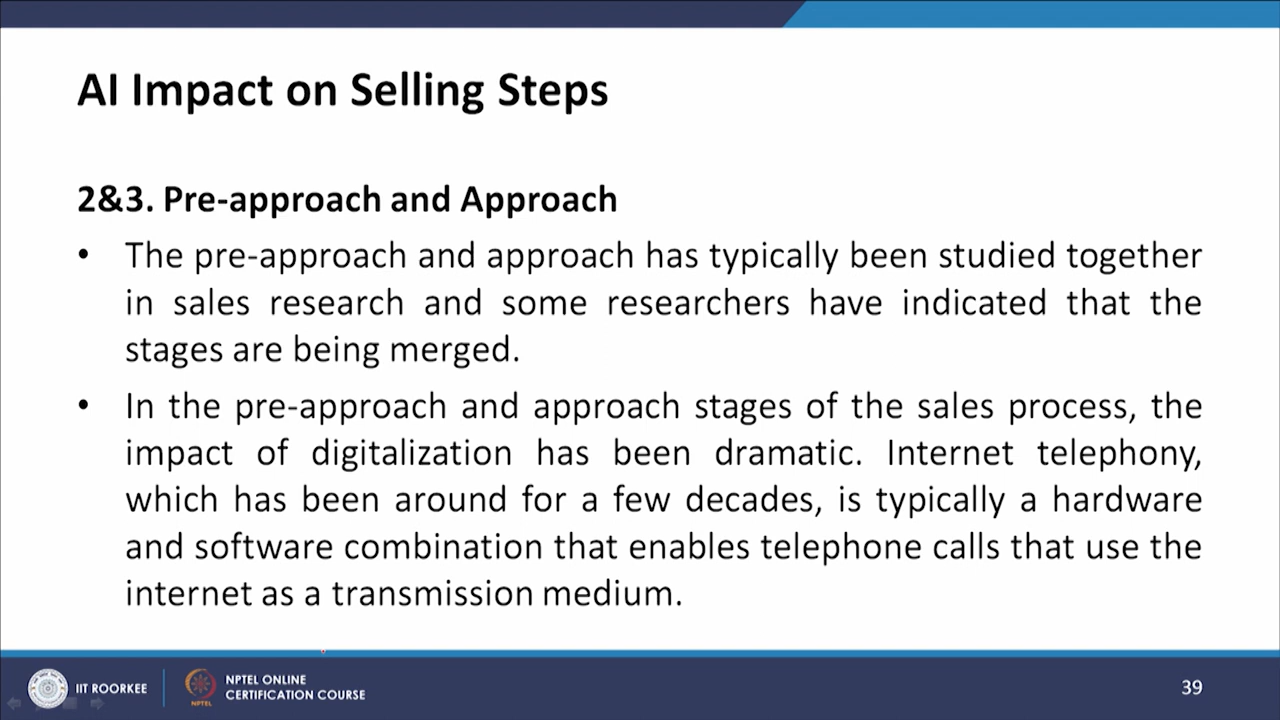 AI Impact on Selling Steps
2&3. Pre-approach and Approach
• The pre-approach and approach has typically been studied together
in sales research and some researchers have indicated that the
stages are being merged.
• In the pre-approach and approach stages of the sales process, the
impact of digitalization has been dramatic. Internet telephony,
which has been around for a few decades, is typically a hardware
and software combination that enables telephone calls that use the
internet as a transmission medium.
IIT ROORKEE
NPTEL
NPTEL ONLINE
CERTIFICATION COURSE
39